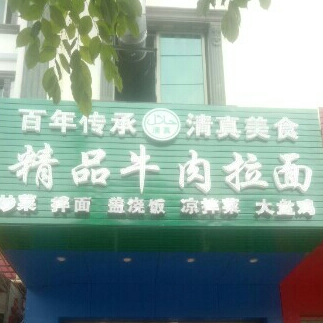 百年传承 清真美食
精品牛肉拉面
炒菜 拌面 盖烧饭 凉拌菜 大盘鸡